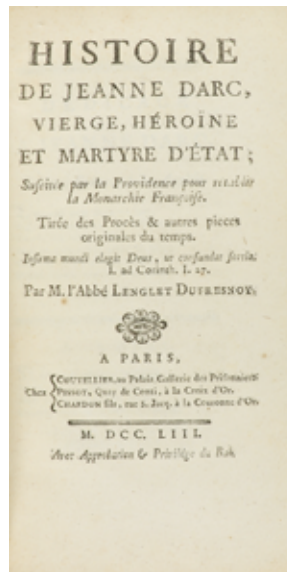 HISTOIRE
DE JEANNE DARC,
VIERGE, HÉROÏNE
ET MARTYRE D'ÉTAT;
Suscitée par la Providence pour rétablir
la Monarchie Française.
Tirée des Procès & autres pieces
originales du temps.
Infirma mundi elegit Deus, ut confundat fortia.
I. ad Corinth. I. 27.
Par M. l'Abbé LENGLET DUFRESNOY.
A PARIS,
Chez
COUTELLIER, au Palais Gallerie des Prisonniers.
PISSOT, Quay de Conti, à la Croix d'Or.
CHARDON fils, rue S. Jacq. à la Couronne d'Or.
M. DCC. LIII.
Avec Approbation & Privilége du Roi.